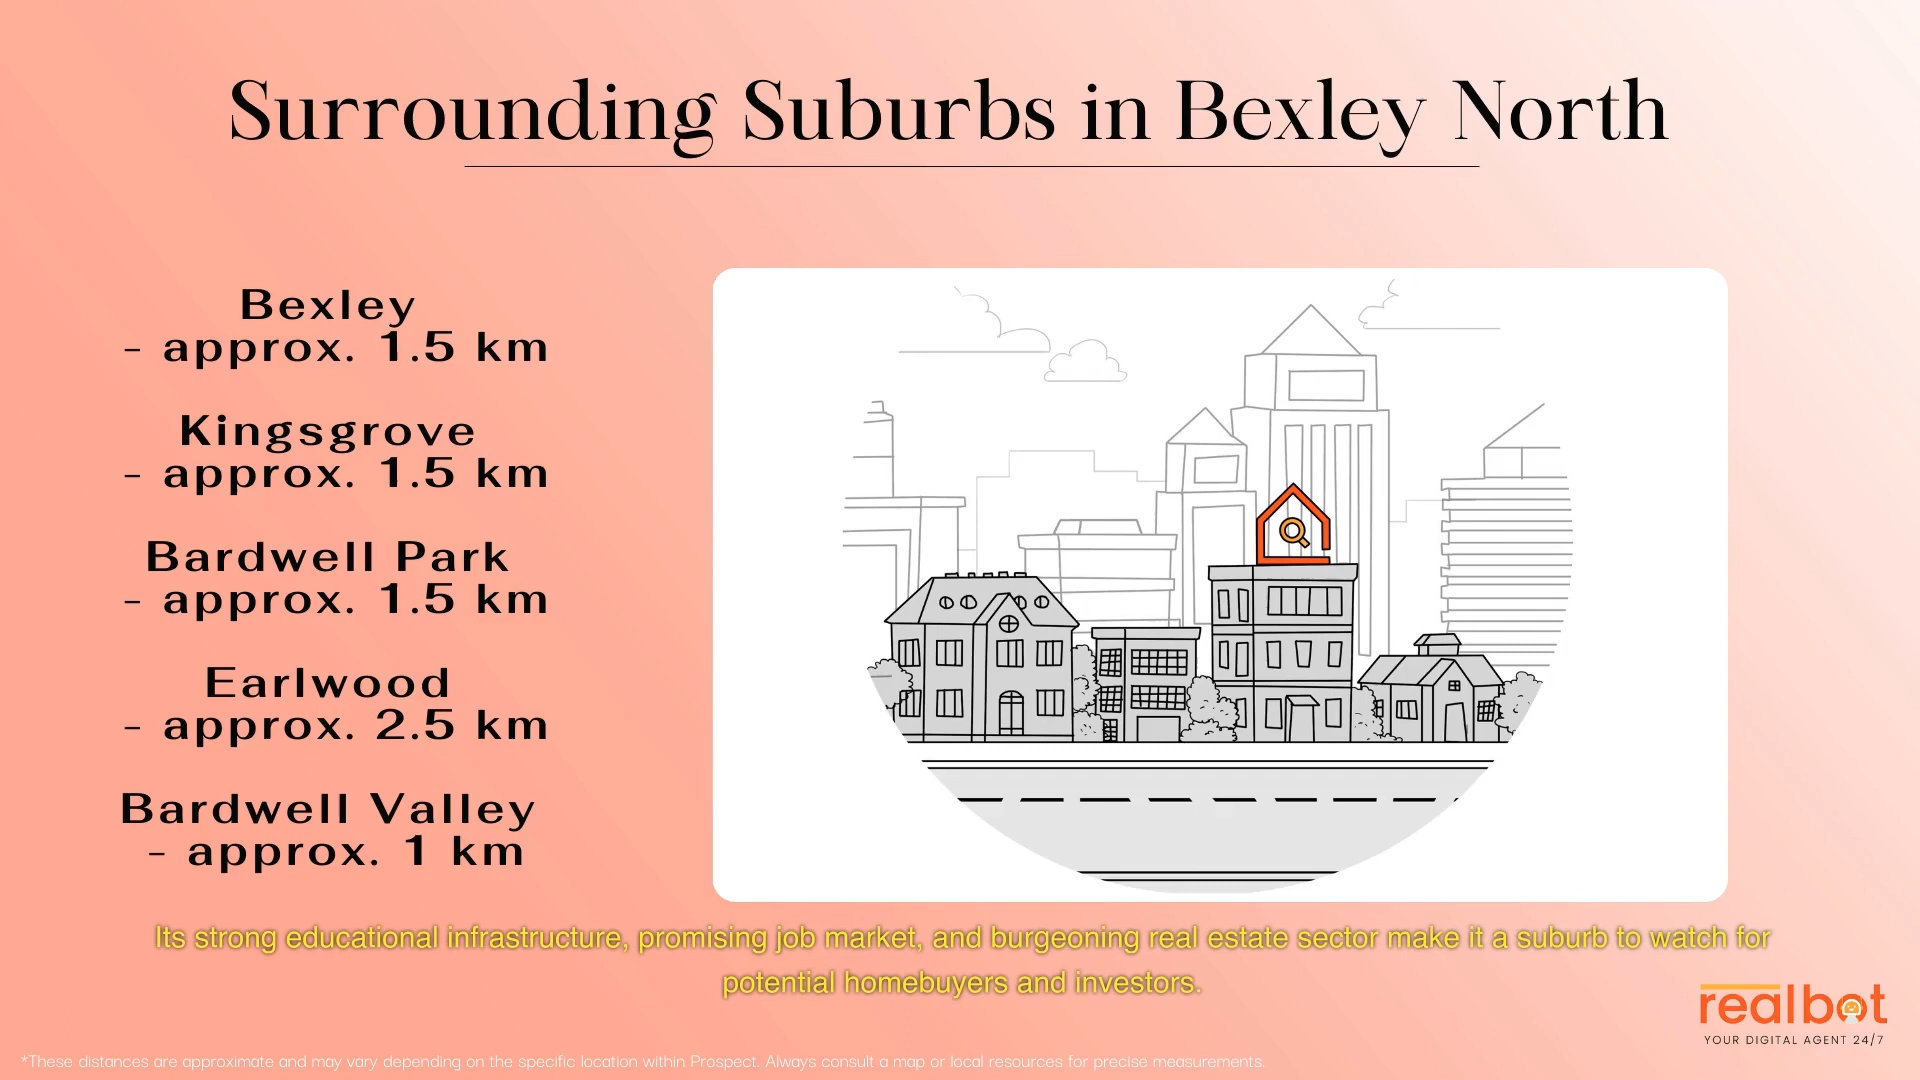 Surrounding Suburbs in Bexley North
Bexley
- approx. 1.5 km
Kingsgrove
- approx. 1.5 km
Bardwell Park
- approx. 1.5 km
Earlwood
- approx. 2.5 km
Bardwell Valley
- approx. 1 km
Its strong educational infrastructure, promising job market, and burgeoning real estate sector make it a suburb to watch for
potential homebuyers and investors.
realbot
YOUR DIGITAL AGENT 24/7
*These distances are approximate and may vary depending on the specific location within Prospect. Always consult a map or local resources for precise measurements.